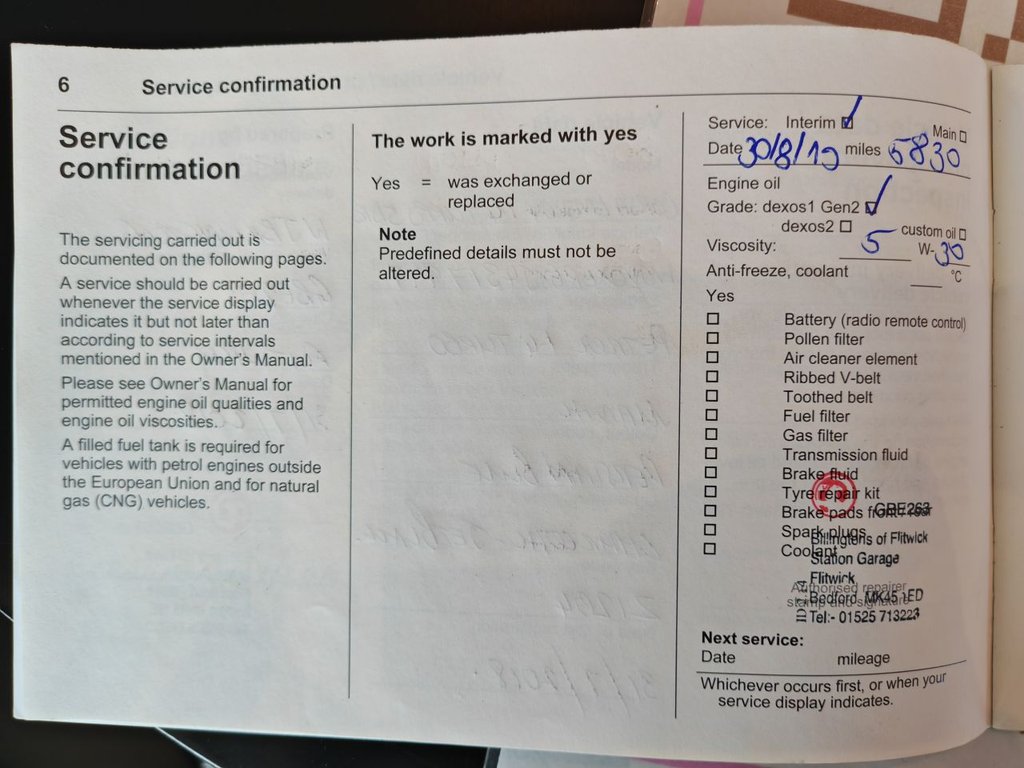 6 Service confirmation
Service
confirmation
The servicing carried out is
documented on the following pages.
A service should be carried out
whenever the service display
indicates it but not later than
according to service intervals
mentioned in the Owner's Manual.
Please see Owner's Manual for
permitted engine oil qualities and
engine oil viscosities.
A filled fuel tank is required for
vehicles with petrol engines outside
the European Union and for natural
gas (CNG) vehicles.
The work is marked with yes
Yes = was exchanged or
replaced
Note
Predefined details must not be
altered.
Service: Interim ☑ Main ☐
Date 30/8/19 miles 5830
Engine oil
Grade: dexos1 Gen2 ☑
dexos2 ☐ custom oil ☐
Viscosity: 5 W-30
Anti-freeze, coolant °C
Yes
☐ Battery (radio remote control)
☐ Pollen filter
☐ Air cleaner element
☐ Ribbed V-belt
☐ Toothed belt
☐ Fuel filter
☐ Gas filter
☐ Transmission fluid
☐ Brake fluid
☐ Tyre repair kit
☐ Brake pads front / rear
☐ Spark plugs
☐ Coolant
GBE263
Billingtons of Flitwick
Station Garage
Flitwick
Bedford. MK45 1ED
Tel:- 01525 713223
Authorised repairer
stamp and signature
Next service:
Date mileage
Whichever occurs first, or when your
service display indicates.